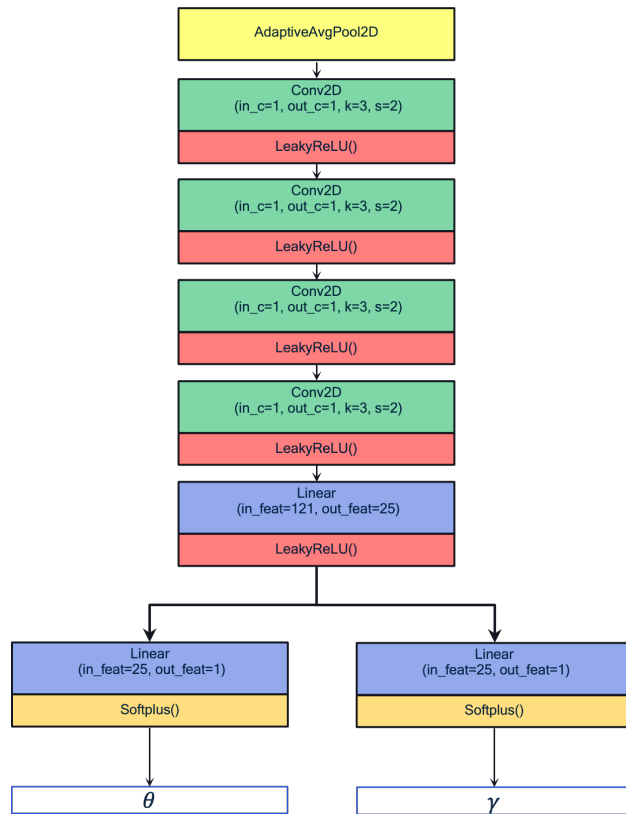 AdaptiveAvgPool2D
Conv2D
(in_c=1, out_c=1, k=3, s=2)
LeakyReLU()
Conv2D
(in_c=1, out_c=1, k=3, s=2)
LeakyReLU()
Conv2D
(in_c=1, out_c=1, k=3, s=2)
LeakyReLU()
Conv2D
(in_c=1, out_c=1, k=3, s=2)
LeakyReLU()
Linear
(in_feat=121, out_feat=25)
LeakyReLU()
Linear
(in_feat=25, out_feat=1)
Softplus()
θ
Linear
(in_feat=25, out_feat=1)
Softplus()
γ